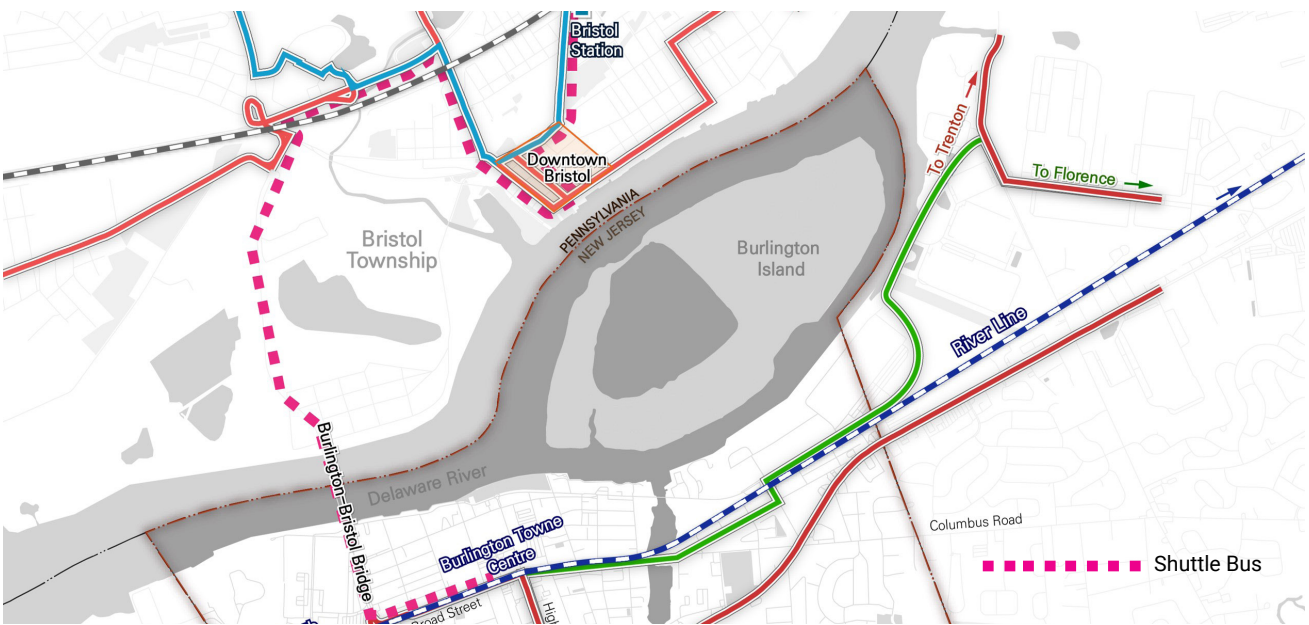 Bristol
Station
Downtown
Bristol
To Trenton
To Florence
PENNSYLVANIA
NEW JERSEY
Bristol
Township
Burlington
Island
River Line
Burlington-Bristol Bridge
Delaware River
Burlington Towne
Centre
Columbus Road
Shuttle Bus
Broad Street
High